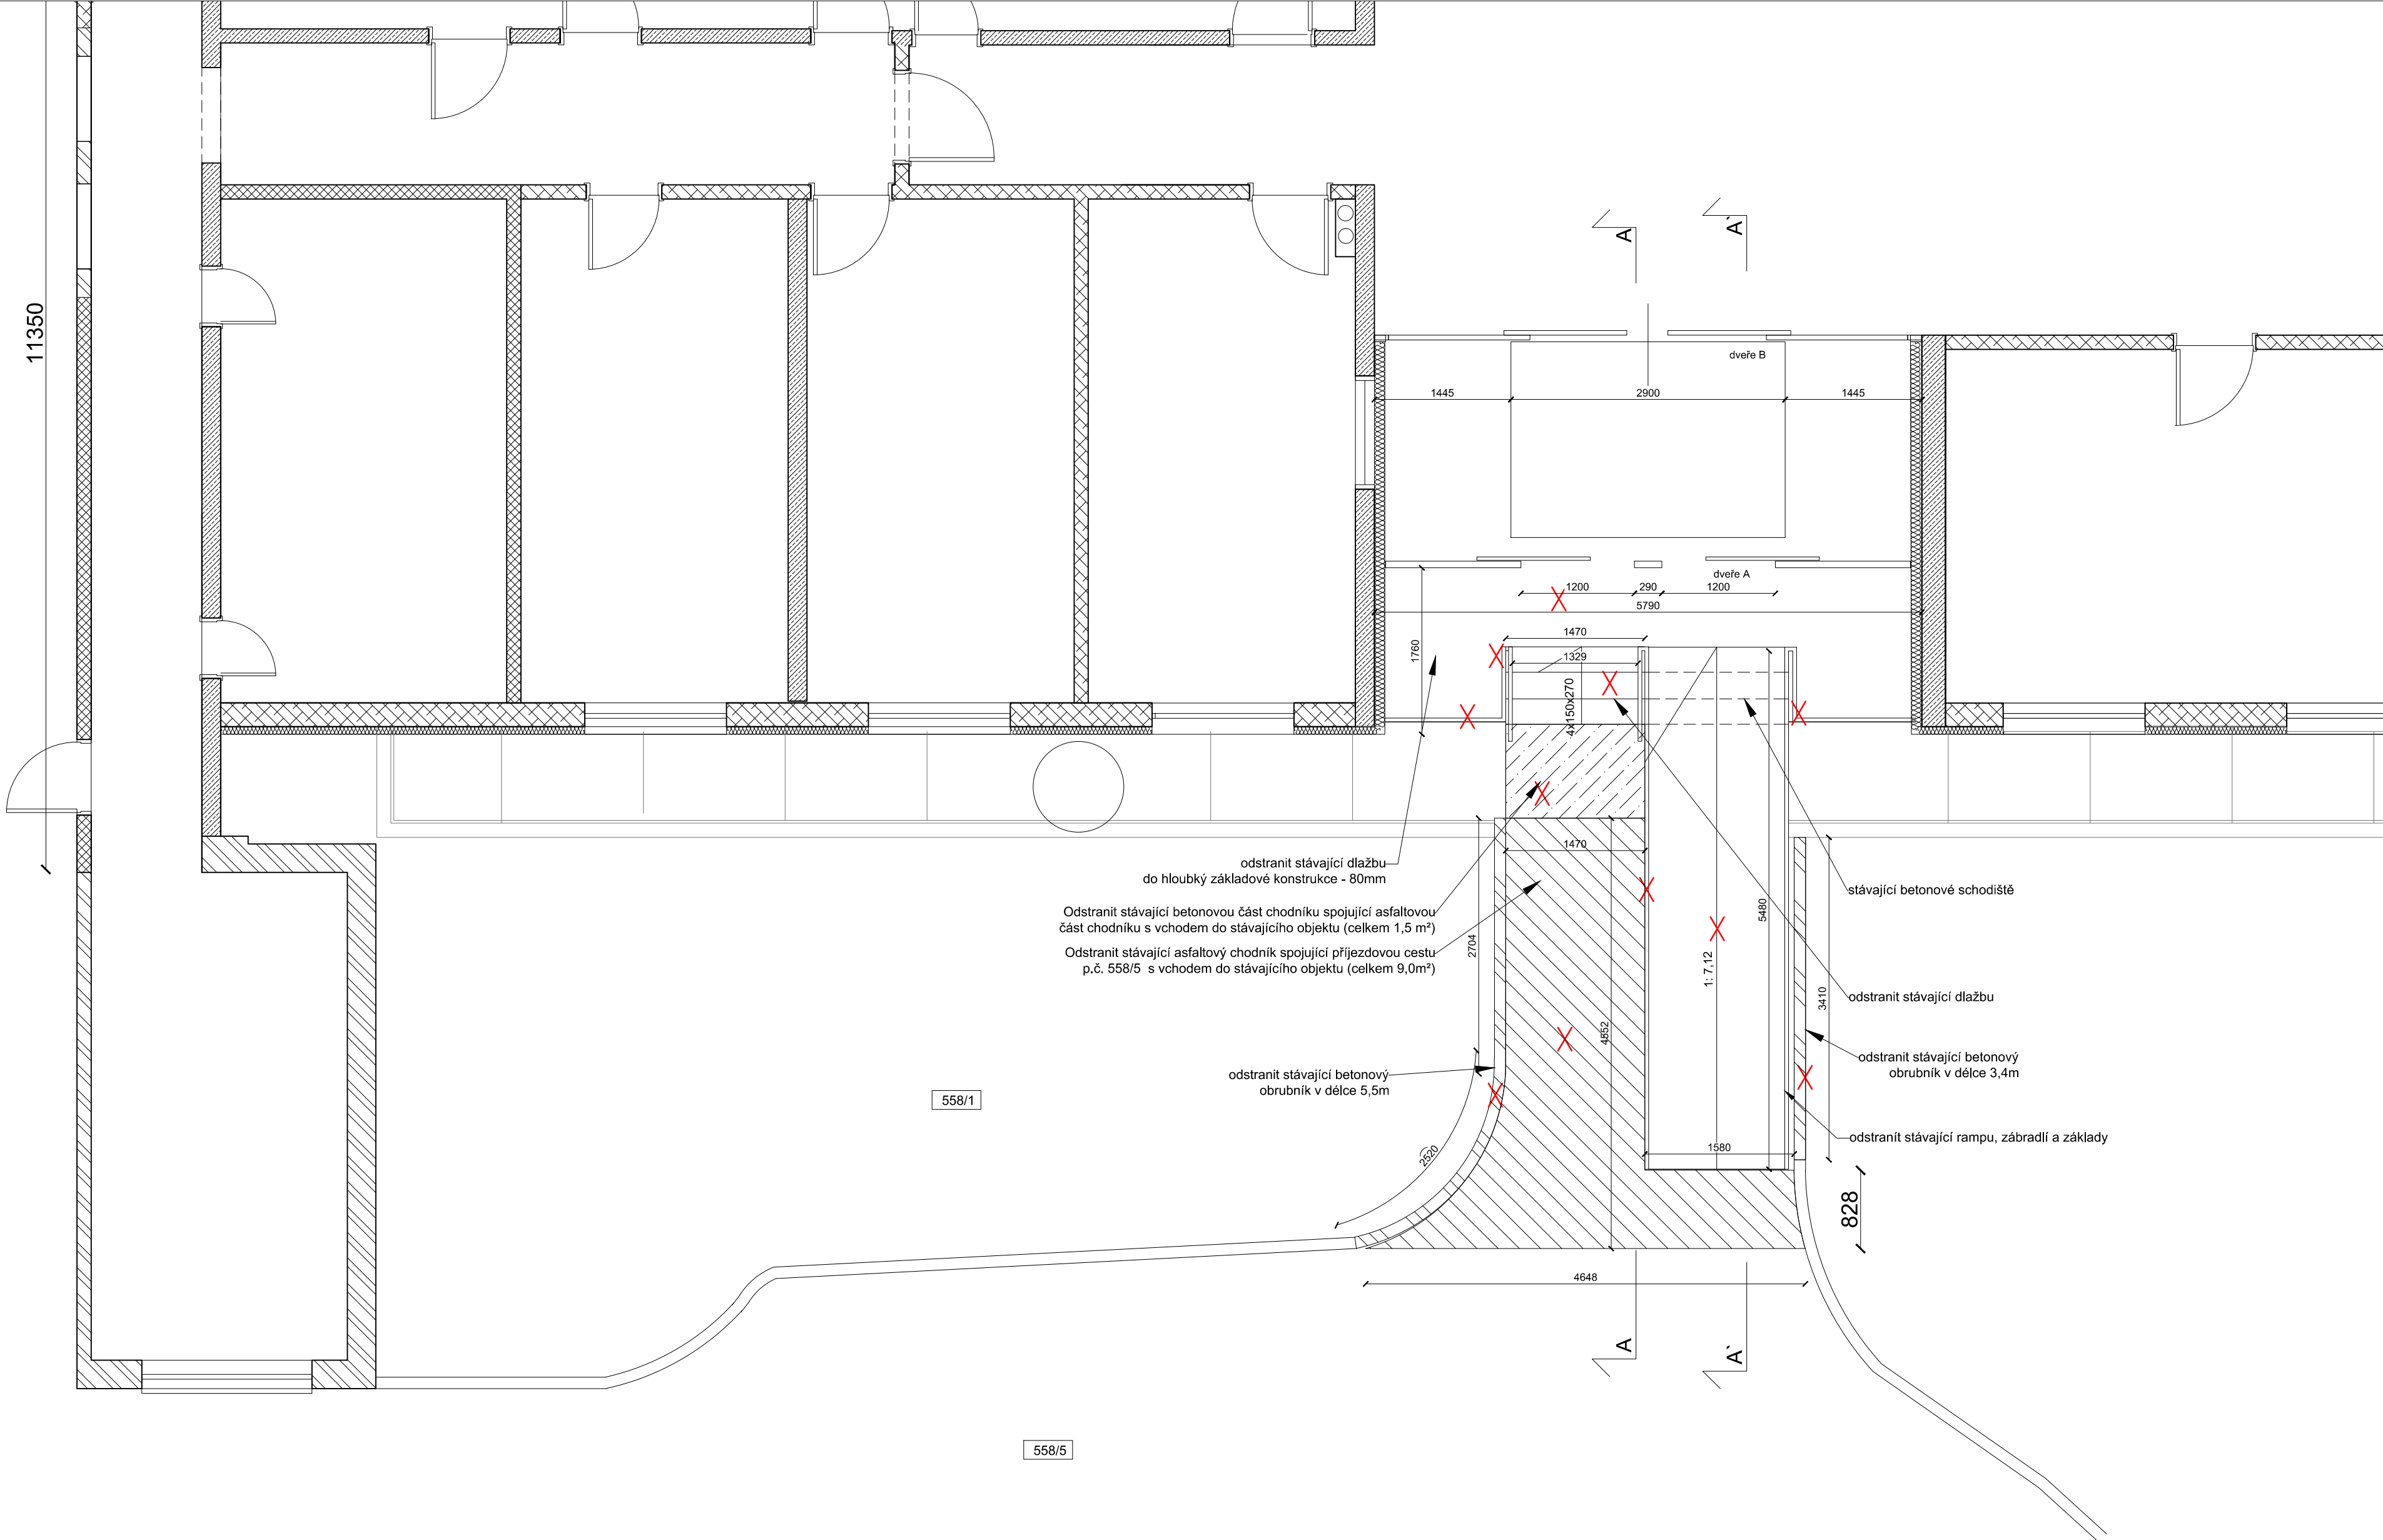 11350
A
A`
dveře B
1445
2900
1445
dveře A
1200
290
1200
5790
1470
1329
1760
4x150x270
odstranit stávající dlažbu
do hloubký základové konstrukce - 80mm
Odstranit stávající betonovou část chodníku spojující asfaltovou
část chodníku s vchodem do stávajícího objektu (celkem 1,5 m²)
Odstranit stávající asfaltový chodník spojující příjezdovou cestu
p.č. 558/5 s vchodem do stávajícího objektu (celkem 9,0m²)
1470
2704
4552
5480
1: 7,12
3410
stávající betonové schodiště
odstranit stávající dlažbu
odstranit stávající betonový
obrubník v délce 3,4m
odstranit stávající betonový
obrubník v délce 5,5m
558/1
odstranít stávající rampu, zábradlí a základy
2520
1580
828
4648
A
A`
558/5